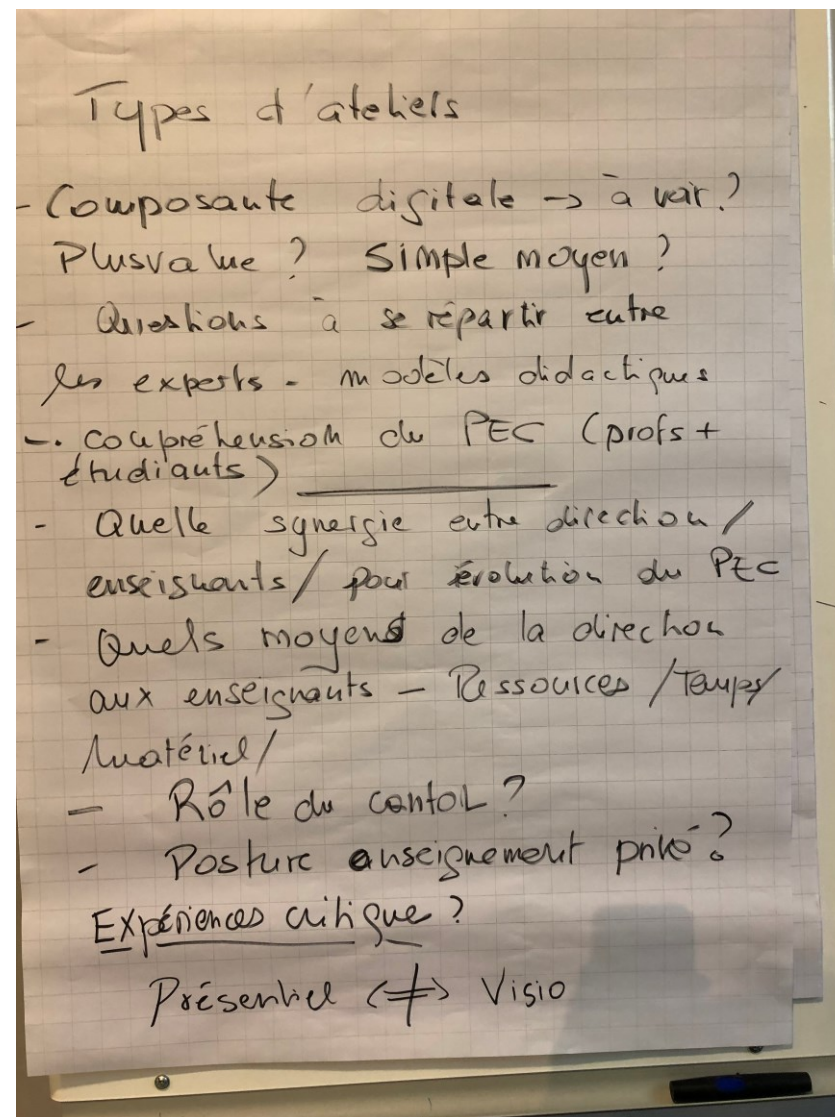 Types d'ateliers
- Composante digitale -> à voir ?
Plusvalue ? Simple moyen ?
- Questions à se répartir entre
les experts - modèles didactiques
-. compréhension du PEC (profs +
étudiants)
- Quelle synergie entre direction /
enseignants / pour évolution du PEC
- Quels moyens de la direction
aux enseignants - Ressources / Temps /
Matériel /
- Rôle du canton ?
- Posture enseignement privé ?
Expériences critique ?
Présentiel <≠> Visio